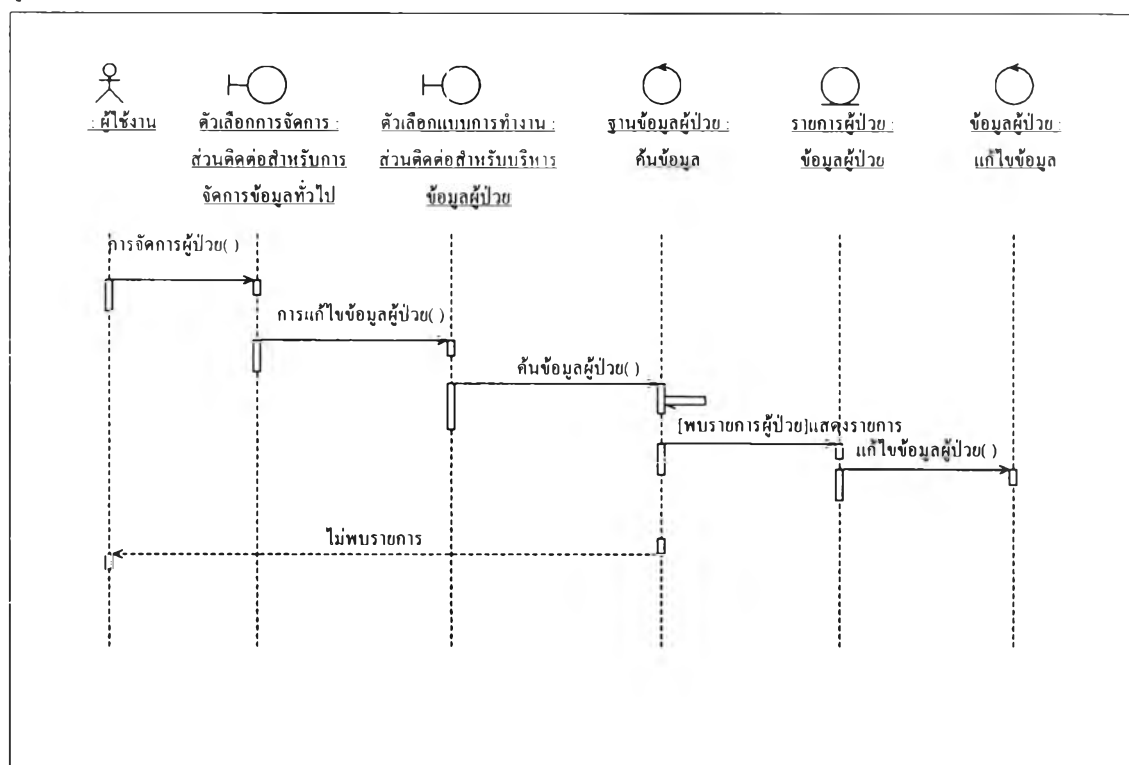 : ผู้ใช้งาน
ตัวเลือกการจัดการ :
ส่วนติดต่อสำหรับการ
จัดการข้อมูลทั่วไป
ตัวเลือกแบบการทำงาน :
ส่วนติดต่อสำหรับบริหาร
ข้อมูลผู้ป่วย
ฐานข้อมูลผู้ป่วย :
ค้นข้อมูล
รายการผู้ป่วย :
ข้อมูลผู้ป่วย
ข้อมูลผู้ป่วย :
แก้ไขข้อมูล
การจัดการผู้ป่วย( )
การแก้ไขข้อมูลผู้ป่วย( )
ค้นข้อมูลผู้ป่วย( )
[พบรายการผู้ป่วย]แสดงรายการ
แก้ไขข้อมูลผู้ป่วย( )
ไม่พบรายการ